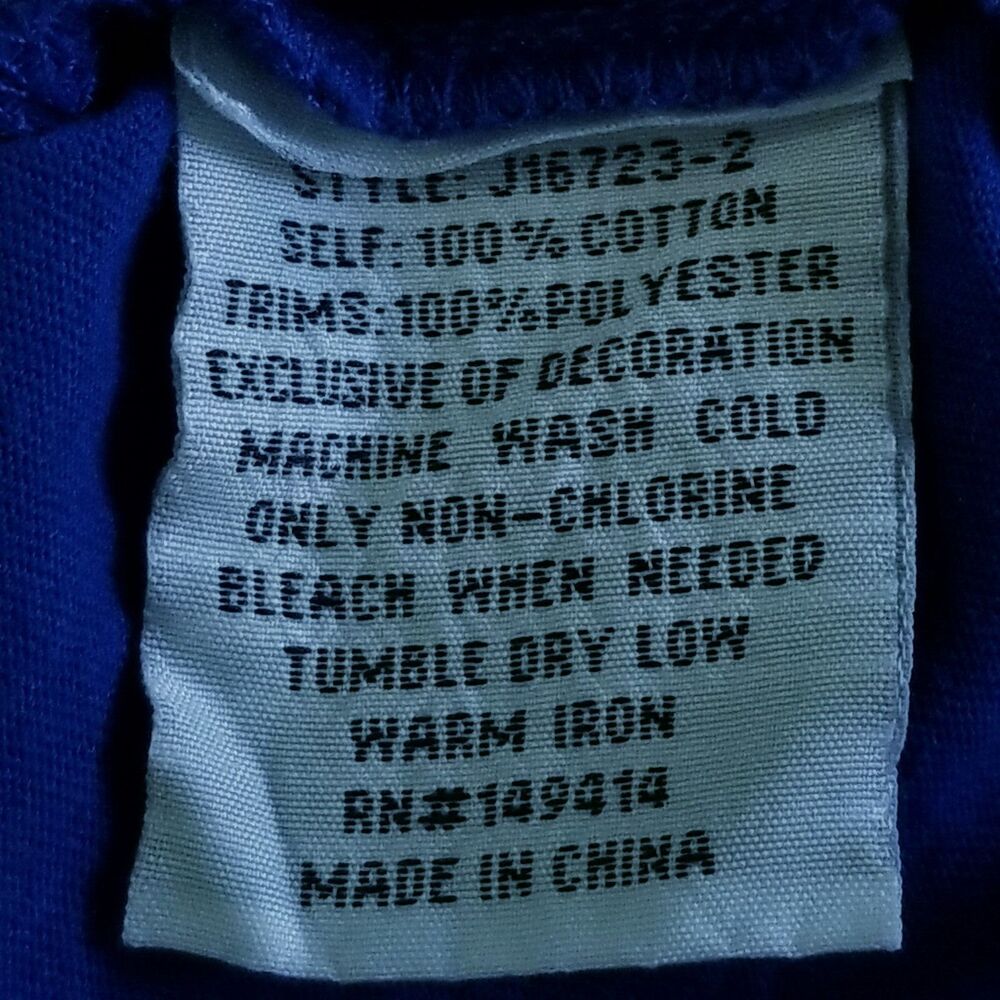 STYLE: J16723-2
SELF: 100% COTTON
TRIMS: 100% POLYESTER
EXCLUSIVE OF DECORATION
MACHINE WASH COLD
ONLY NON-CHLORINE
BLEACH WHEN NEEDED
TUMBLE DRY LOW
WARM IRON
RN#149414
MADE IN CHINA